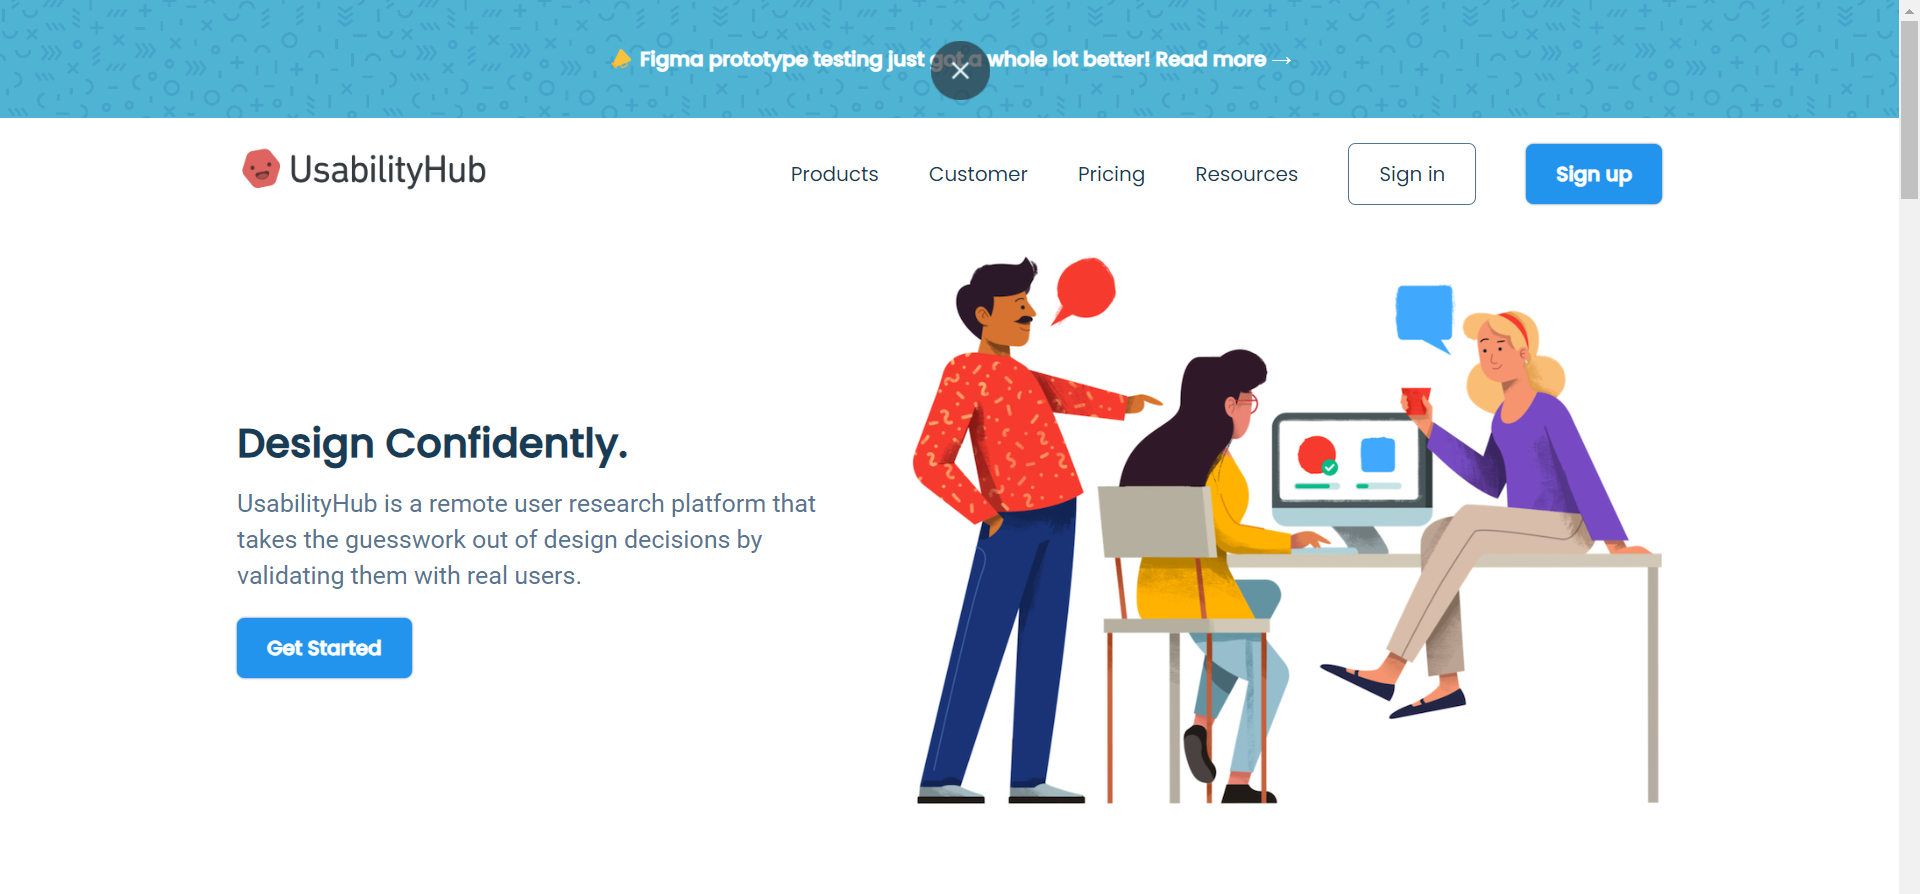 Figma prototype testing just got a whole lot better! Read more →
UsabilityHub
Products
Customer
Pricing
Resources
Sign in
Sign up
Design Confidently.
UsabilityHub is a remote user research platform that
takes the guesswork out of design decisions by
validating them with real users.
Get Started